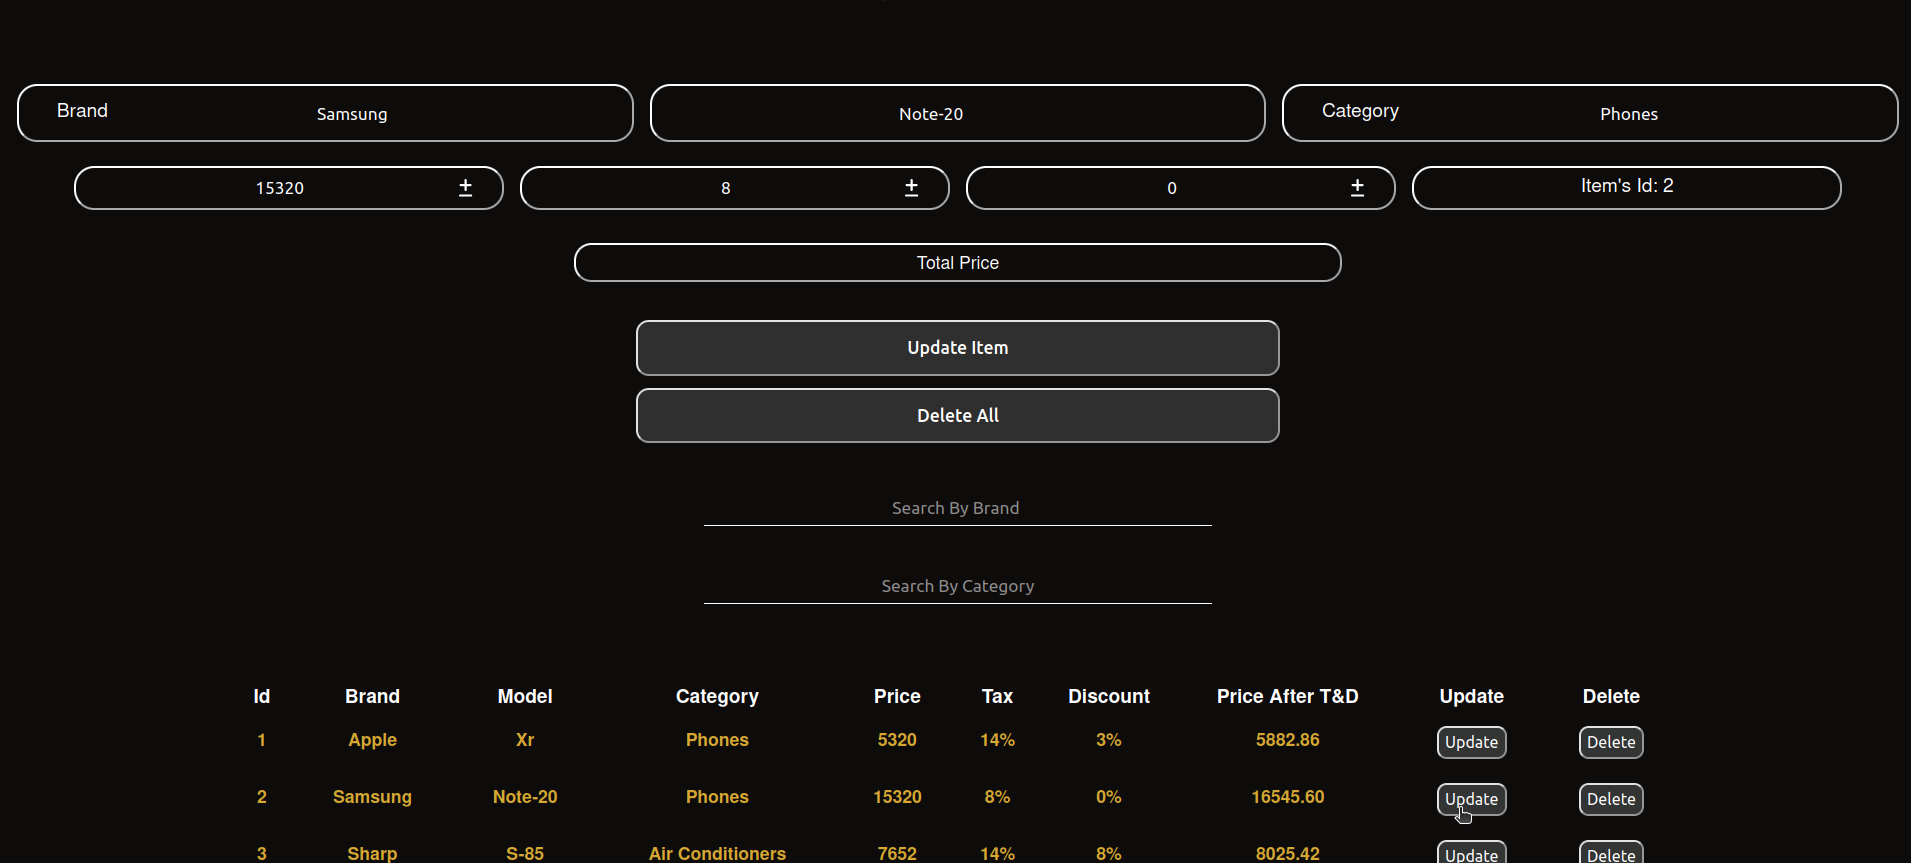 Brand Samsung Note-20 Category Phones
15320 ± 8 ± 0 ± Item's Id: 2
Total Price
Update Item
Delete All
Search By Brand
Search By Category
Id Brand Model Category Price Tax Discount Price After T&D Update Delete
1 Apple Xr Phones 5320 14% 3% 5882.86 Update Delete
2 Samsung Note-20 Phones 15320 8% 0% 16545.60 Update Delete
3 Sharp S-85 Air Conditioners 7652 14% 8% 8025.42 Update Delete